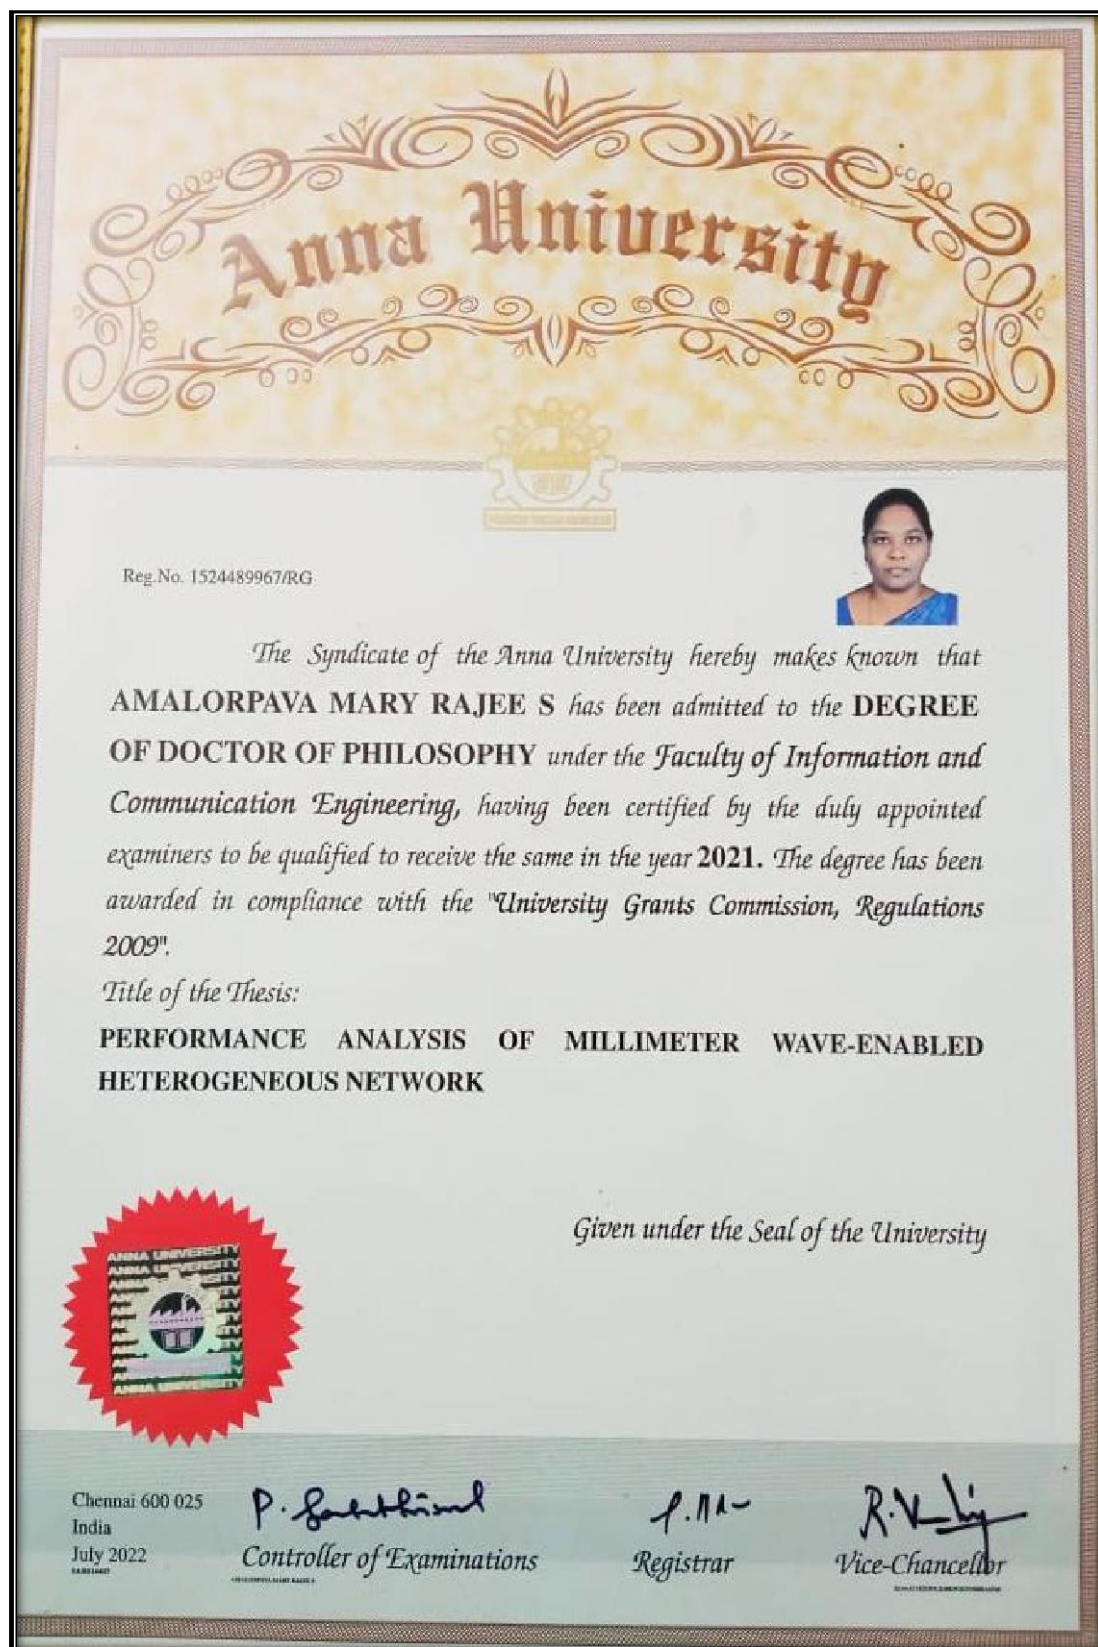 Anna University
Reg.No. 1524489967/RG
The Syndicate of the Anna University hereby makes known that
AMALORPAVA MARY RAJEE S has been admitted to the DEGREE
OF DOCTOR OF PHILOSOPHY under the Faculty of Information and
Communication Engineering, having been certified by the duly appointed
examiners to be qualified to receive the same in the year 2021. The degree has been
awarded in compliance with the "University Grants Commission, Regulations
2009".
Title of the Thesis:
PERFORMANCE ANALYSIS OF MILLIMETER WAVE-ENABLED
HETEROGENEOUS NETWORK
Given under the Seal of the University
ANNA UNIVERSITY
ANNA UNIVERSITY
Chennai 600 025
India
July 2022
Controller of Examinations
Registrar
Vice-Chancellor